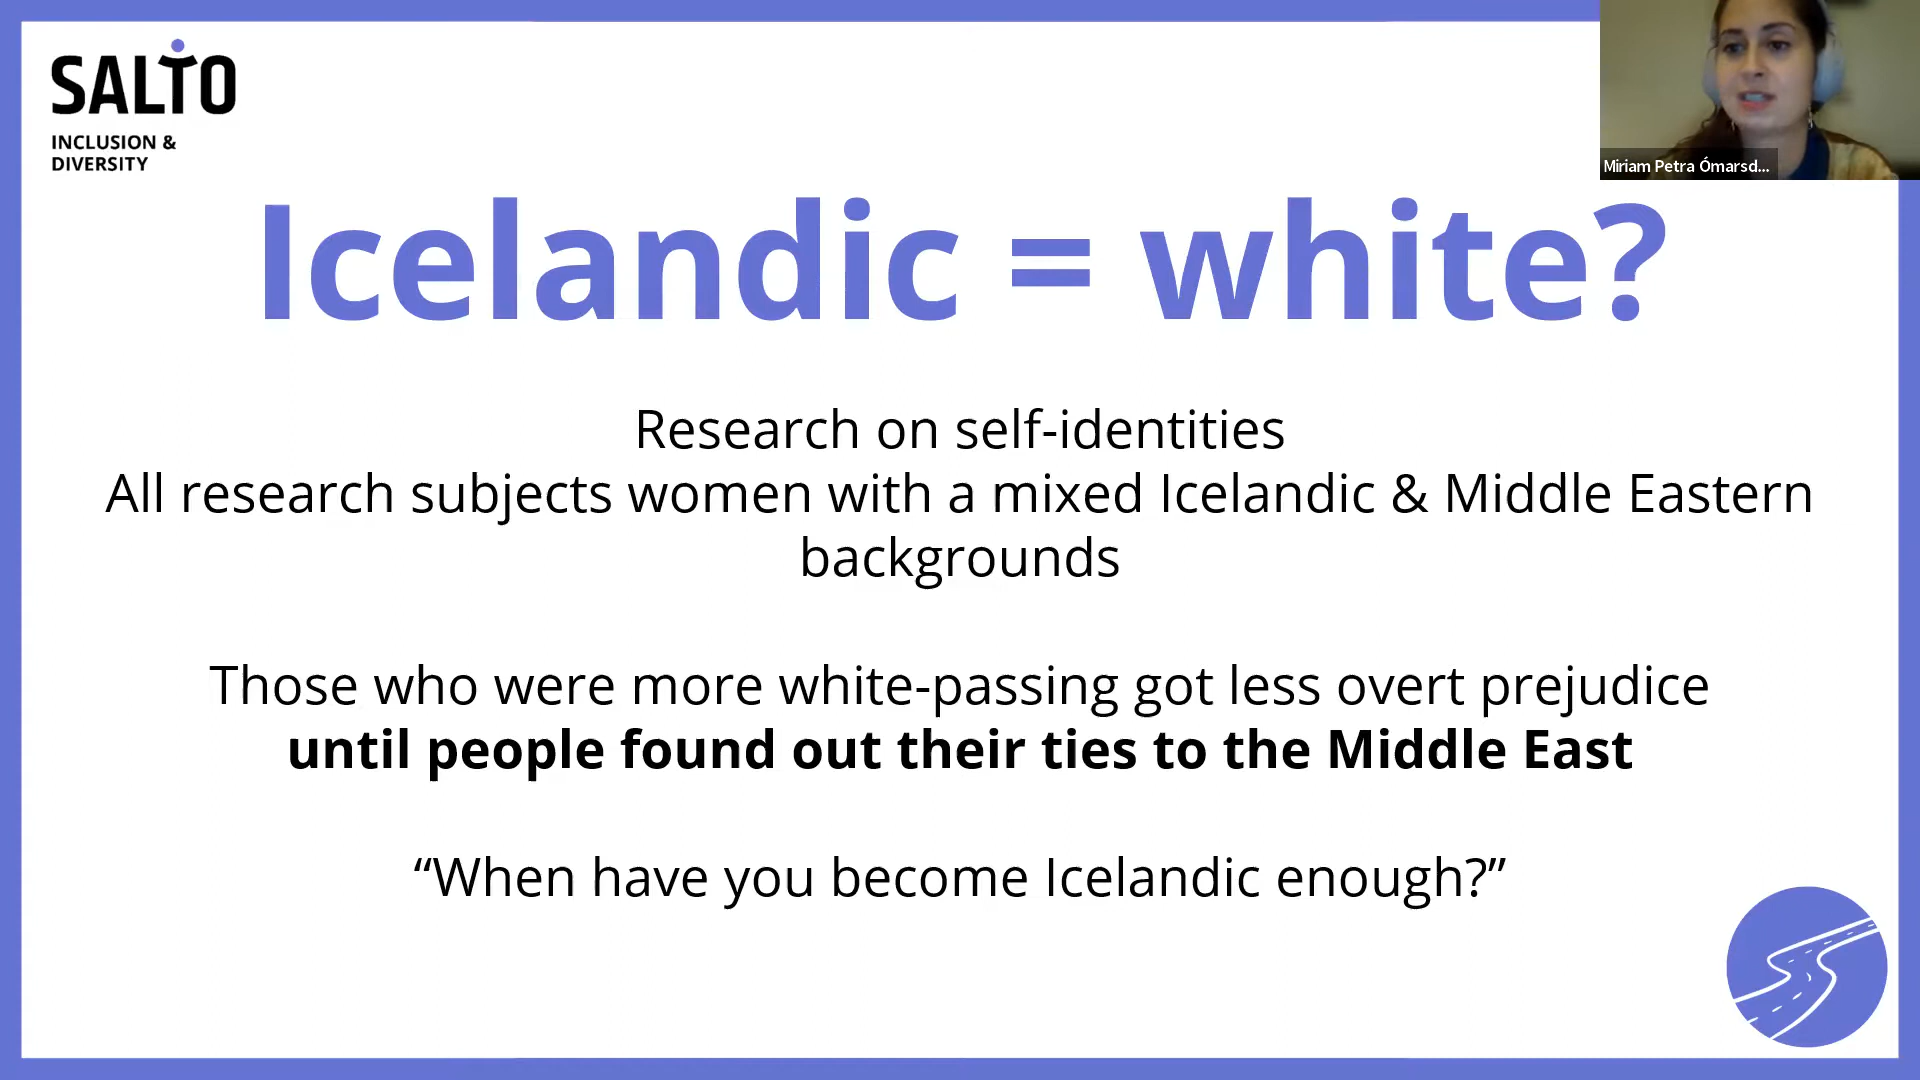 SALTO
INCLUSION &
DIVERSITY
Miriam Petra Ómarsd...
Icelandic = white?
Research on self-identities
All research subjects women with a mixed Icelandic & Middle Eastern
backgrounds
Those who were more white-passing got less overt prejudice
until people found out their ties to the Middle East
“When have you become Icelandic enough?”